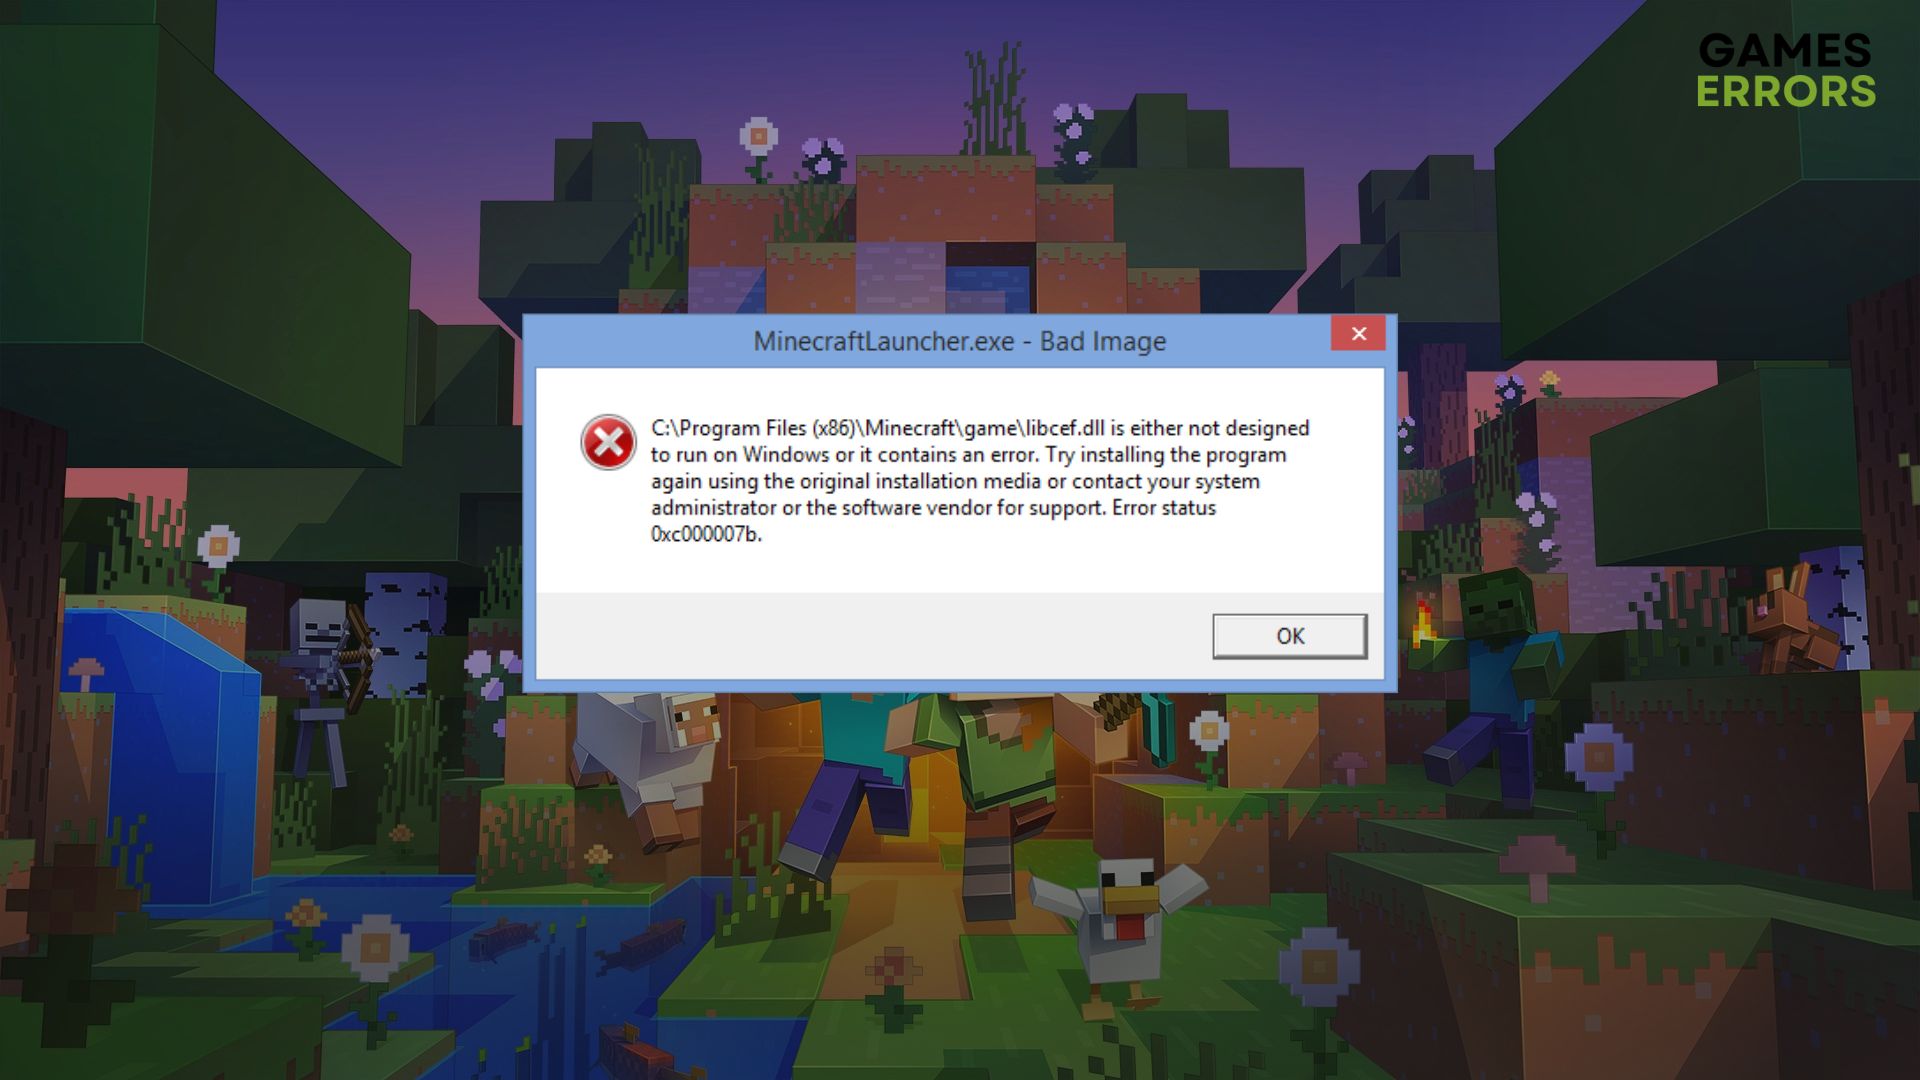 GAMES
ERRORS
MinecraftLauncher.exe - Bad Image
C:\Program Files (x86)\Minecraft\game\libcef.dll is either not designed
to run on Windows or it contains an error. Try installing the program
again using the original installation media or contact your system
administrator or the software vendor for support. Error status
0xc000007b.
OK